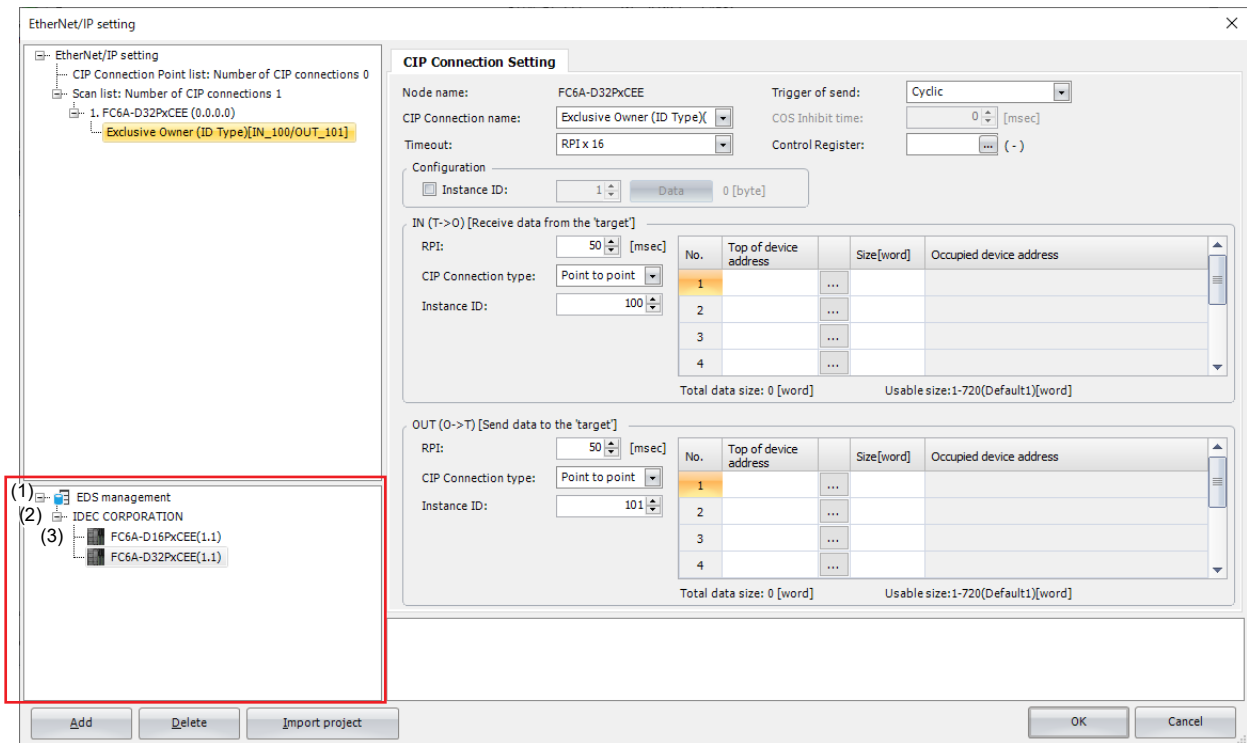 EtherNet/IP setting
EtherNet/IP setting
CIP Connection Point list: Number of CIP connections 0
Scan list: Number of CIP connections 1
1. FC6A-D32PxCEE (0.0.0.0)
Exclusive Owner (ID Type)[IN_100/OUT_101]
(1) EDS management
(2) IDEC CORPORATION
(3) FC6A-D16PxCEE(1.1)
FC6A-D32PxCEE(1.1)
CIP Connection Setting
Node name: FC6A-D32PxCEE Trigger of send: Cyclic
CIP Connection name: Exclusive Owner (ID Type)( COS Inhibit time: 0 [msec]
Timeout: RPI x 16 Control Register: ... (-)
Configuration
Instance ID: 1 Data 0 [byte]
IN (T->O) [Receive data from the 'target']
RPI: 50 [msec]
CIP Connection type: Point to point
Instance ID: 100
No. Top of device address Size[word] Occupied device address
1 ...
2 ...
3 ...
4 ...
Total data size: 0 [word] Usable size:1-720(Default1)[word]
OUT (O->T) [Send data to the 'target']
RPI: 50 [msec]
CIP Connection type: Point to point
Instance ID: 101
No. Top of device address Size[word] Occupied device address
1 ...
2 ...
3 ...
4 ...
Total data size: 0 [word] Usable size:1-720(Default1)[word]
Add Delete Import project OK Cancel